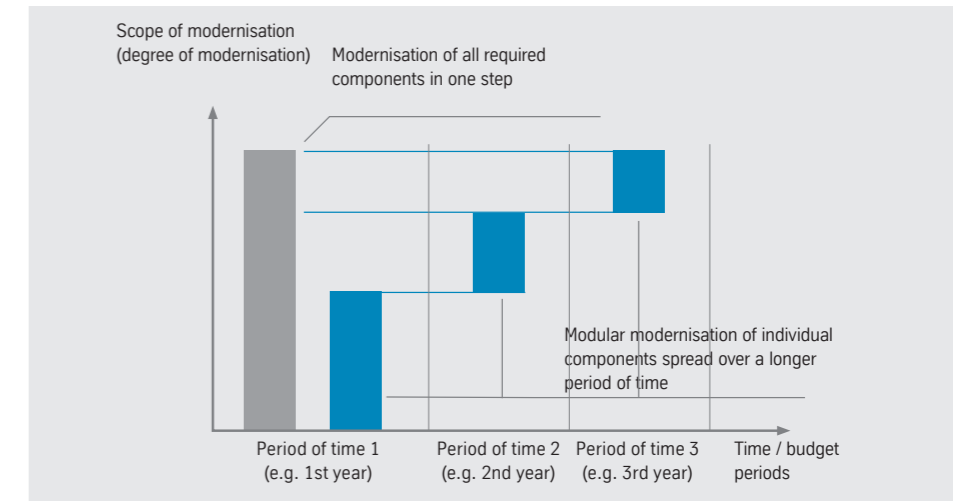 Scope of modernisation
(degree of modernisation)
Modernisation of all required
components in one step
Modular modernisation of individual
components spread over a longer
period of time
Period of time 1
(e.g. 1st year)
Period of time 2
(e.g. 2nd year)
Period of time 3
(e.g. 3rd year)
Time / budget
periods